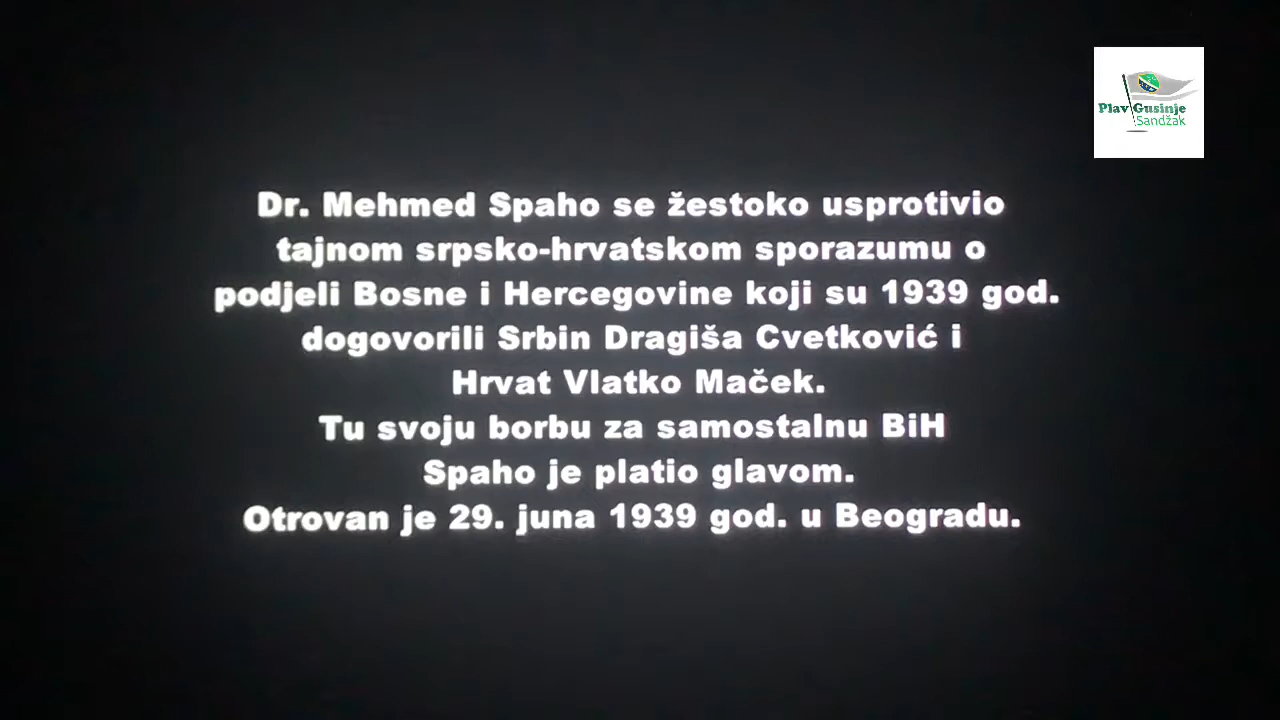 Plav Gusinje
Sandžak
Dr. Mehmed Spaho se žestoko usprotivio
tajnom srpsko-hrvatskom sporazumu o
podjeli Bosne i Hercegovine koji su 1939 god.
dogovorili Srbin Dragiša Cvetković i
Hrvat Vlatko Maček.
Tu svoju borbu za samostalnu BiH
Spaho je platio glavom.
Otrovan je 29. juna 1939 god. u Beogradu.